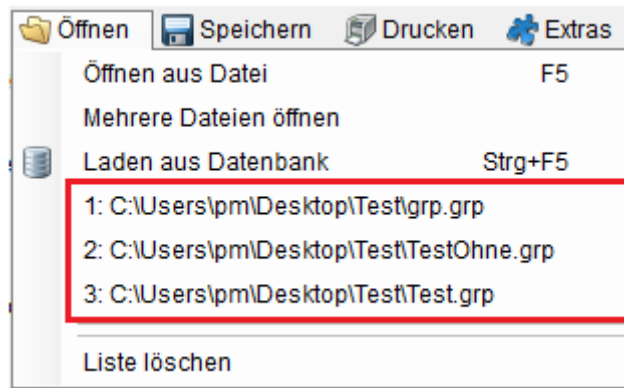 Öffnen Speichern Drucken Extras
Öffnen aus Datei F5
Mehrere Dateien öffnen
Laden aus Datenbank Strg+F5
1: C:\Users\pm\Desktop\Test\grp.grp
2: C:\Users\pm\Desktop\Test\TestOhne.grp
3: C:\Users\pm\Desktop\Test\Test.grp
Liste löschen